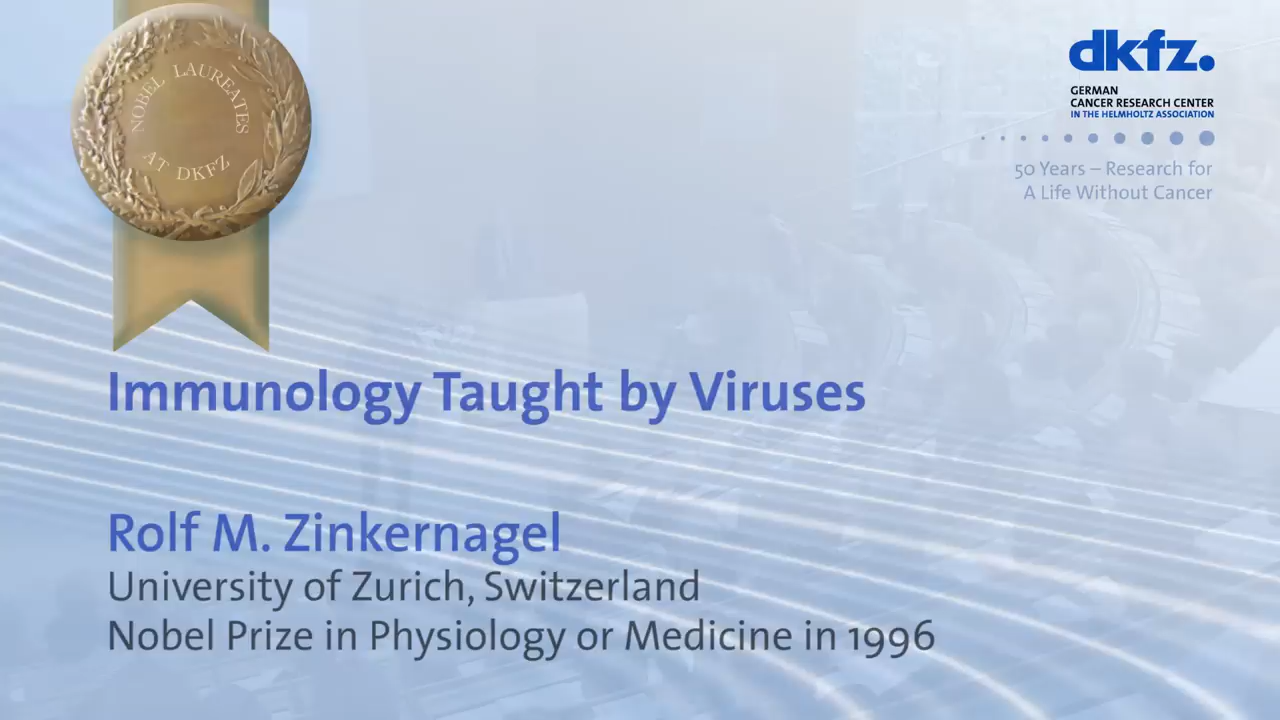 NOBEL LAUREATES
AT DKFZ
dkfz.
GERMAN
CANCER RESEARCH CENTER
IN THE HELMHOLTZ ASSOCIATION
50 Years – Research for
A Life Without Cancer
Immunology Taught by Viruses
Rolf M. Zinkernagel
University of Zurich, Switzerland
Nobel Prize in Physiology or Medicine in 1996